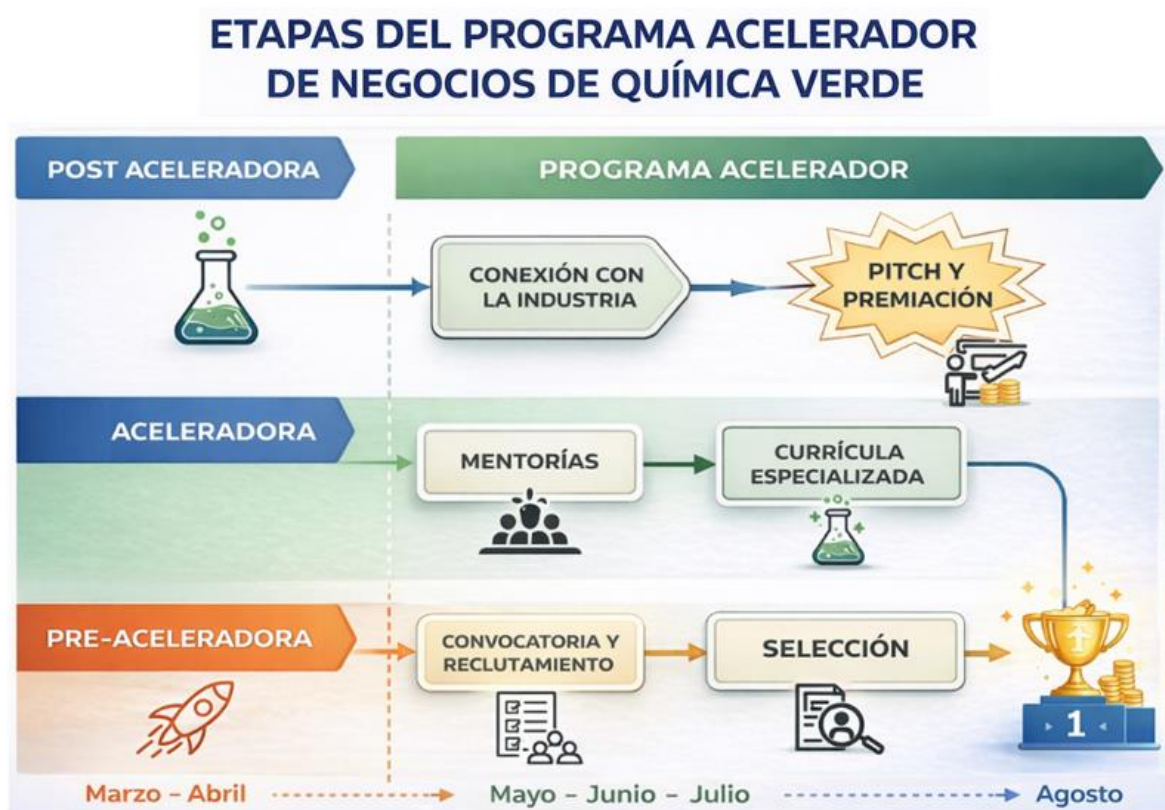 ETAPAS DEL PROGRAMA ACELERADOR
DE NEGOCIOS DE QUÍMICA VERDE
POST ACELERADORA
PROGRAMA ACELERADOR
CONEXIÓN CON
LA INDUSTRIA
PITCH Y
PREMIACIÓN
ACELERADORA
MENTORÍAS
CURRÍCULA
ESPECIALIZADA
PRE-ACELERADORA
CONVOCATORIA Y
RECLUTAMIENTO
SELECCIÓN
1
Marzo – Abril
Mayo – Junio – Julio
Agosto